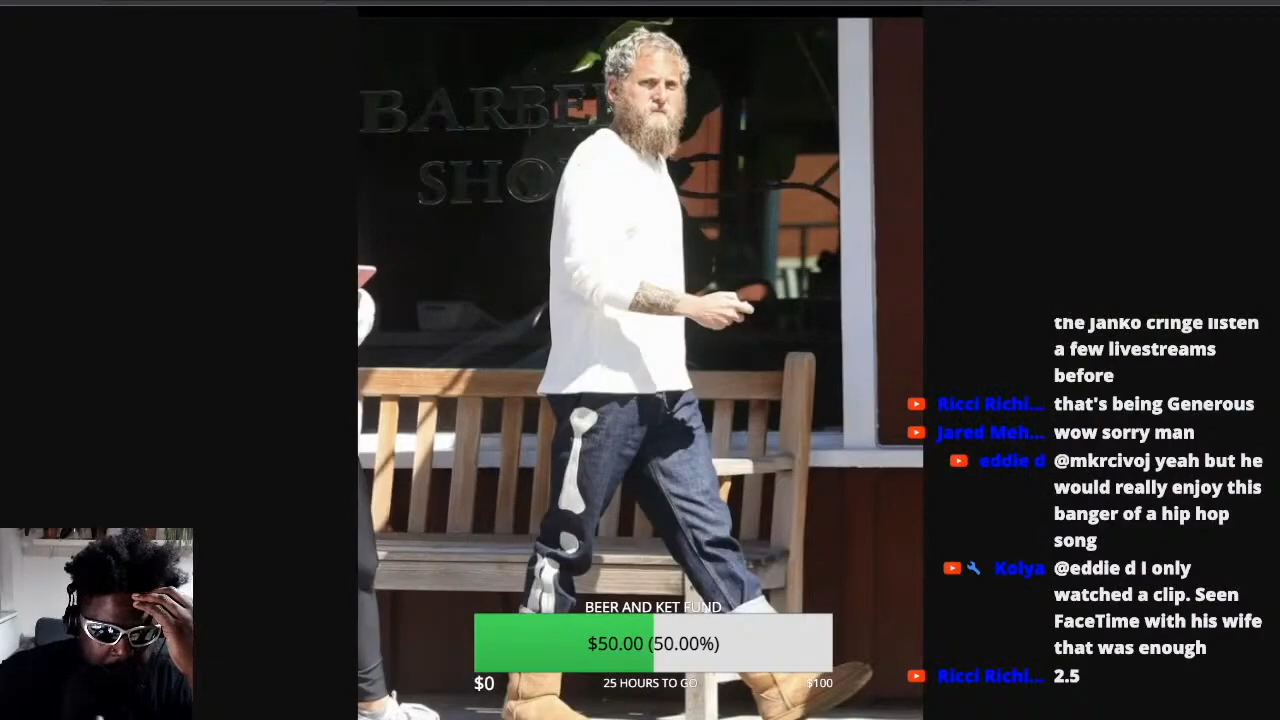 BARBER
SHOP
the Janko cringe listen
a few livestreams
before
Ricci Richl... that's being Generous
Jared Meh... wow sorry man
eddie d @mkrcivoj yeah but he
would really enjoy this
banger of a hip hop
song
Kolya @eddie d I only
watched a clip. Seen
FaceTime with his wife
that was enough
Ricci Richl... 2.5
BEER AND KET FUND
$50.00 (50.00%)
$0 25 HOURS TO GO $100